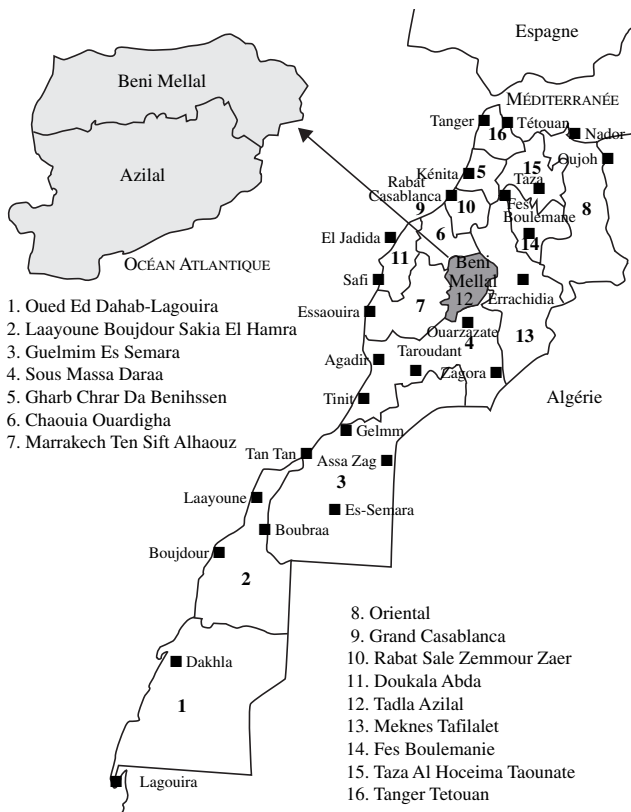 Espagne
Beni Mellal
MÉDITERRANÉE
Tanger
Tétouan
16
Nador
15
Oujoh
Azilal
Kénita
5
Taza
Rabat
Casablanca
10
Fes
Boulemane
8
9
6
14
El Jadida
OCÉAN ATLANTIQUE
11
Beni
Mellal
12
Safi
Errachidia
1. Oued Ed Dahab-Lagouira
2. Laayoune Boujdour Sakia El Hamra
3. Guelmim Es Semara
4. Sous Massa Daraa
5. Gharb Chrar Da Benihssen
6. Chaouia Ouardigha
7. Marrakech Ten Sift Alhaouz
Essaouira
7
Ouarzazate
4
13
Agadir
Taroudant
Zagora
Tinit
Algérie
Gelmm
Tan Tan
Assa Zag
3
Laayoune
Es-Semara
Boubraa
Boujdour
2
8. Oriental
9. Grand Casablanca
10. Rabat Sale Zemmour Zaer
11. Doukala Abda
12. Tadla Azilal
13. Meknes Tafilalet
14. Fes Boulemanie
15. Taza Al Hoceima Taounate
16. Tanger Tetouan
Dakhla
1
Lagouira